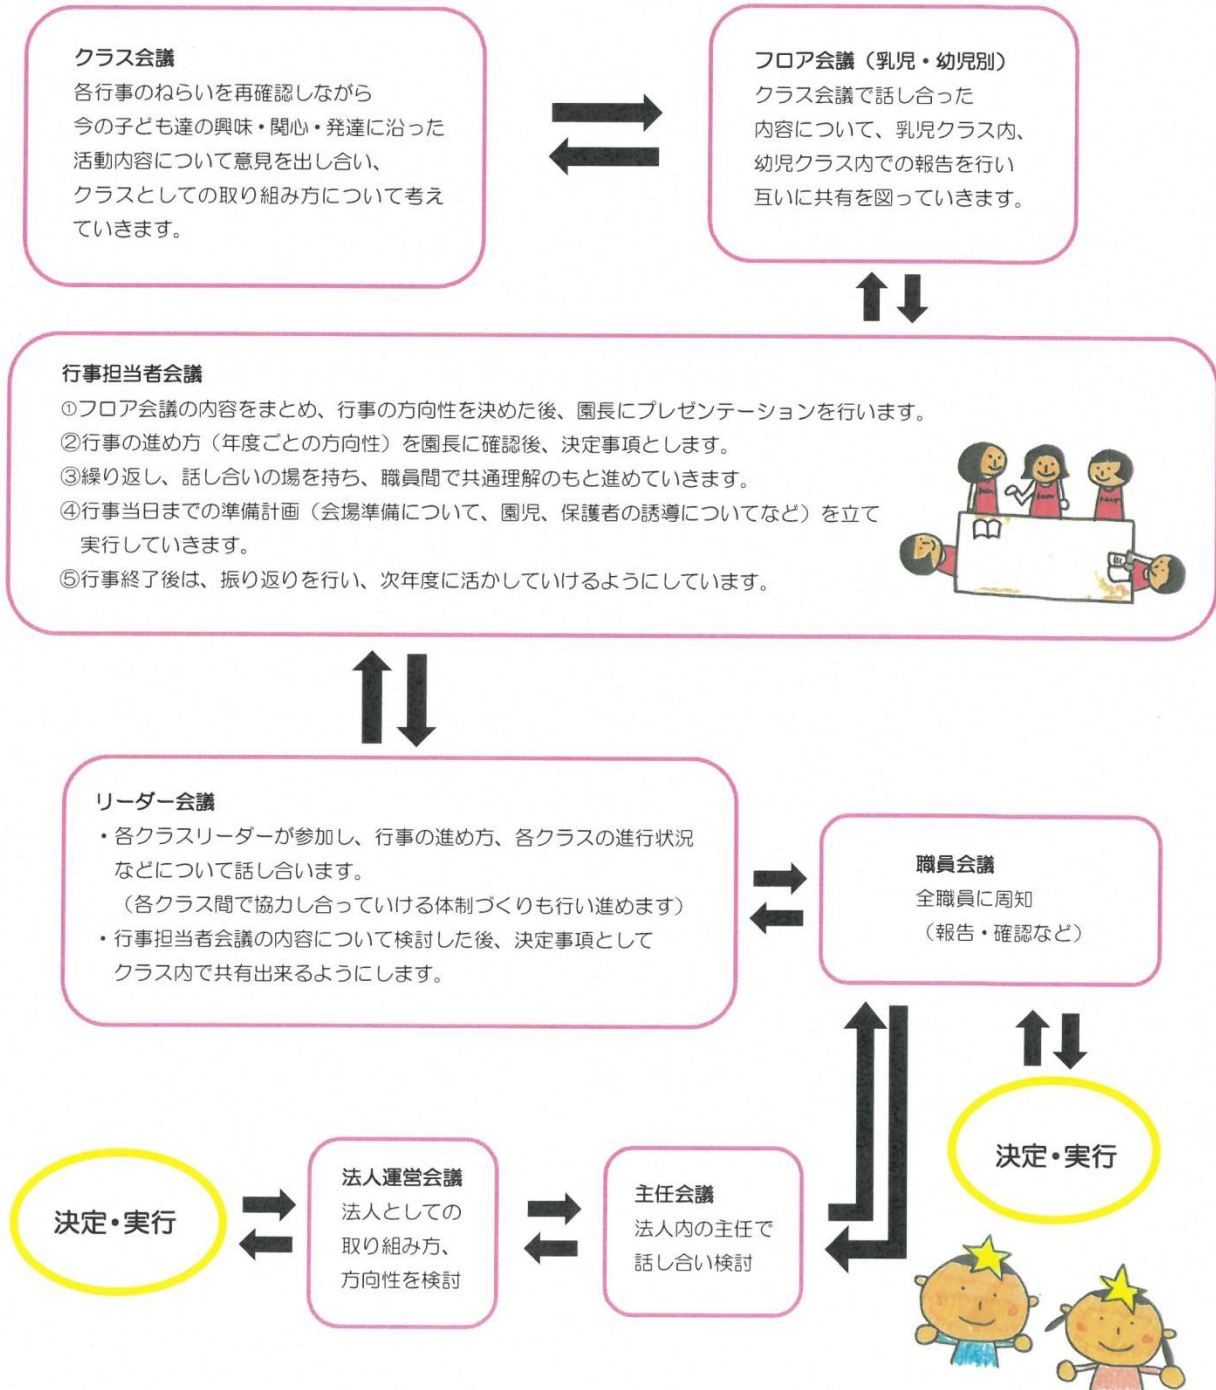 クラス会議
各行事のねらいを再確認しながら
今の子ども達の興味・関心・発達に沿った
活動内容について意見を出し合い、
クラスとしての取り組み方について考え
ていきます。
フロア会議（乳児・幼児別）
クラス会議で話し合った
内容について、乳児クラス内、
幼児クラス内での報告を行い
互いに共有を図っていきます。
行事担当者会議
①フロア会議の内容をまとめ、行事の方向性を決めた後、園長にプレゼンテーションを行います。
②行事の進め方（年度ごとの方向性）を園長に確認後、決定事項とします。
③繰り返し、話し合いの場を持ち、職員間で共通理解のもと進めていきます。
④行事当日までの準備計画（会場準備について、園児、保護者の誘導についてなど）を立て
実行していきます。
⑤行事終了後は、振り返りを行い、次年度に活かしていけるようにしています。
リーダー会議
・各クラスリーダーが参加し、行事の進め方、各クラスの進行状況
などについて話し合います。
（各クラス間で協力し合っていける体制づくりも行い進めます）
・行事担当者会議の内容について検討した後、決定事項として
クラス内で共有出来るようにします。
職員会議
全職員に周知
（報告・確認など）
決定・実行
法人運営会議
法人としての
取り組み方、
方向性を検討
主任会議
法人内の主任で
話し合い検討
決定・実行